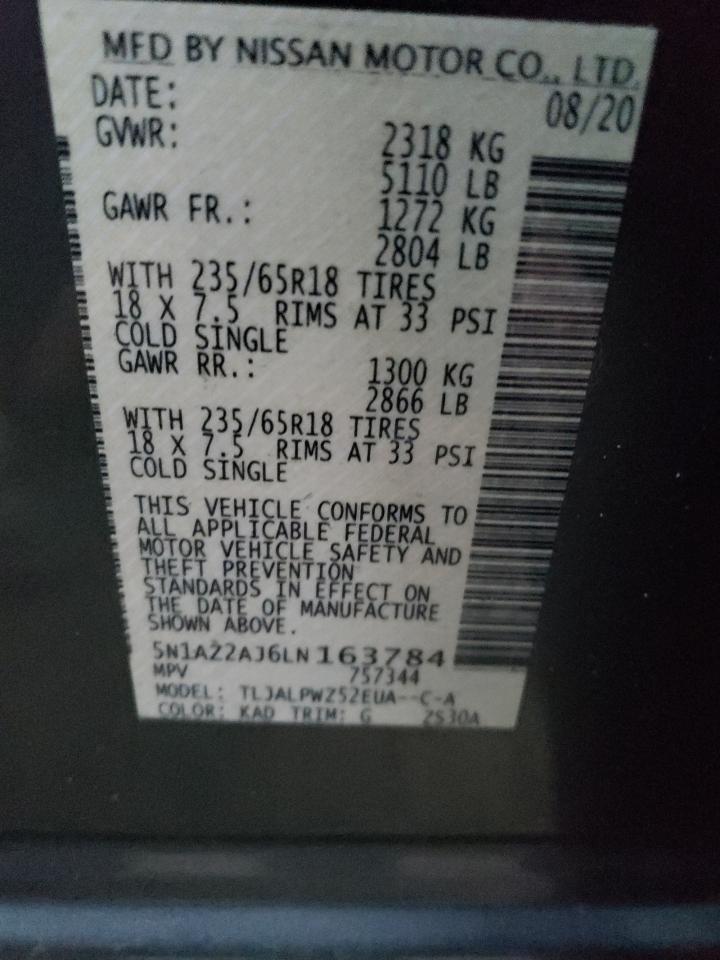 MFD BY NISSAN MOTOR CO., LTD.
DATE: 08/20
GVWR: 2318 KG
5110 LB
GAWR FR.: 1272 KG
2804 LB
WITH 235/65R18 TIRES
18 X 7.5 RIMS AT 33 PSI
COLD SINGLE
GAWR RR.: 1300 KG
2866 LB
WITH 235/65R18 TIRES
18 X 7.5 RIMS AT 33 PSI
COLD SINGLE
THIS VEHICLE CONFORMS TO
ALL APPLICABLE FEDERAL
MOTOR VEHICLE SAFETY AND
THEFT PREVENTION
STANDARDS IN EFFECT ON
THE DATE OF MANUFACTURE
SHOWN ABOVE.
5N1AZ2AJ6LN163784
MPV 757344
MODEL: TLJALPWZ52EUA--C-A
COLOR: KAD TRIM: G ZS30A